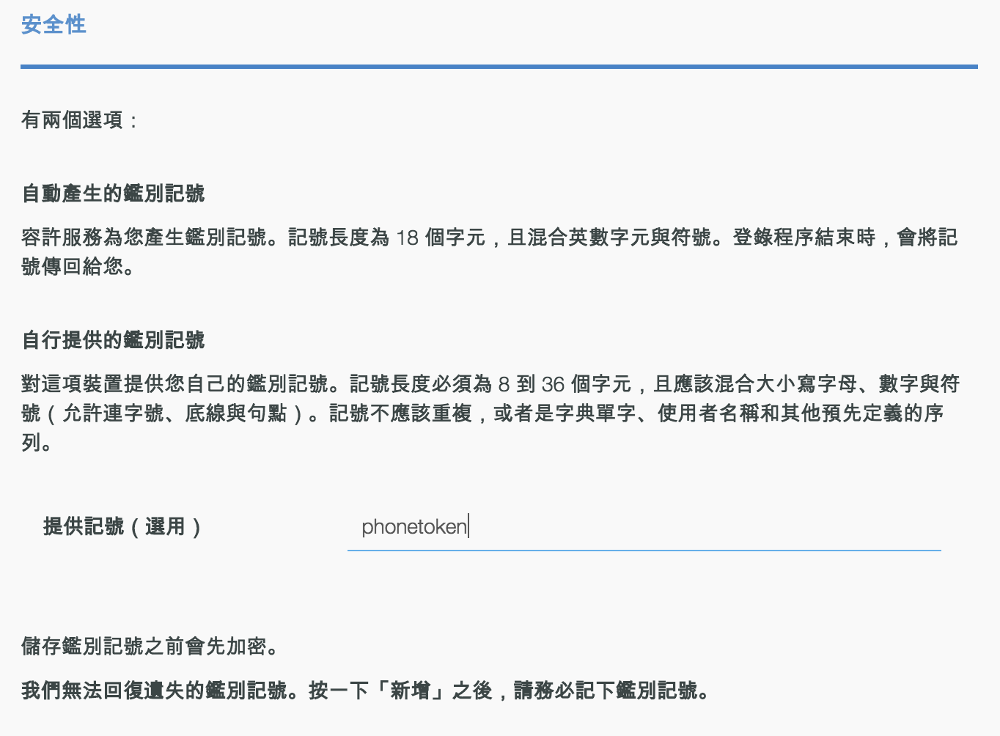 安全性
有兩個選項：
自動產生的鑑別記號
容許服務為您產生鑑別記號。記號長度為 18 個字元，且混合英數字元與符號。登錄程序結束時，會將記
號傳回給您。
自行提供的鑑別記號
對這項裝置提供您自己的鑑別記號。記號長度必須為 8 到 36 個字元，且應該混合大小寫字母、數字與符
號（允許連字號、底線與句點）。記號不應該重複，或者是字典單字、使用者名稱和其他預先定義的序
列。
提供記號（選用） phonetoken
儲存鑑別記號之前會先加密。
我們無法回復遺失的鑑別記號。按一下「新增」之後，請務必記下鑑別記號。